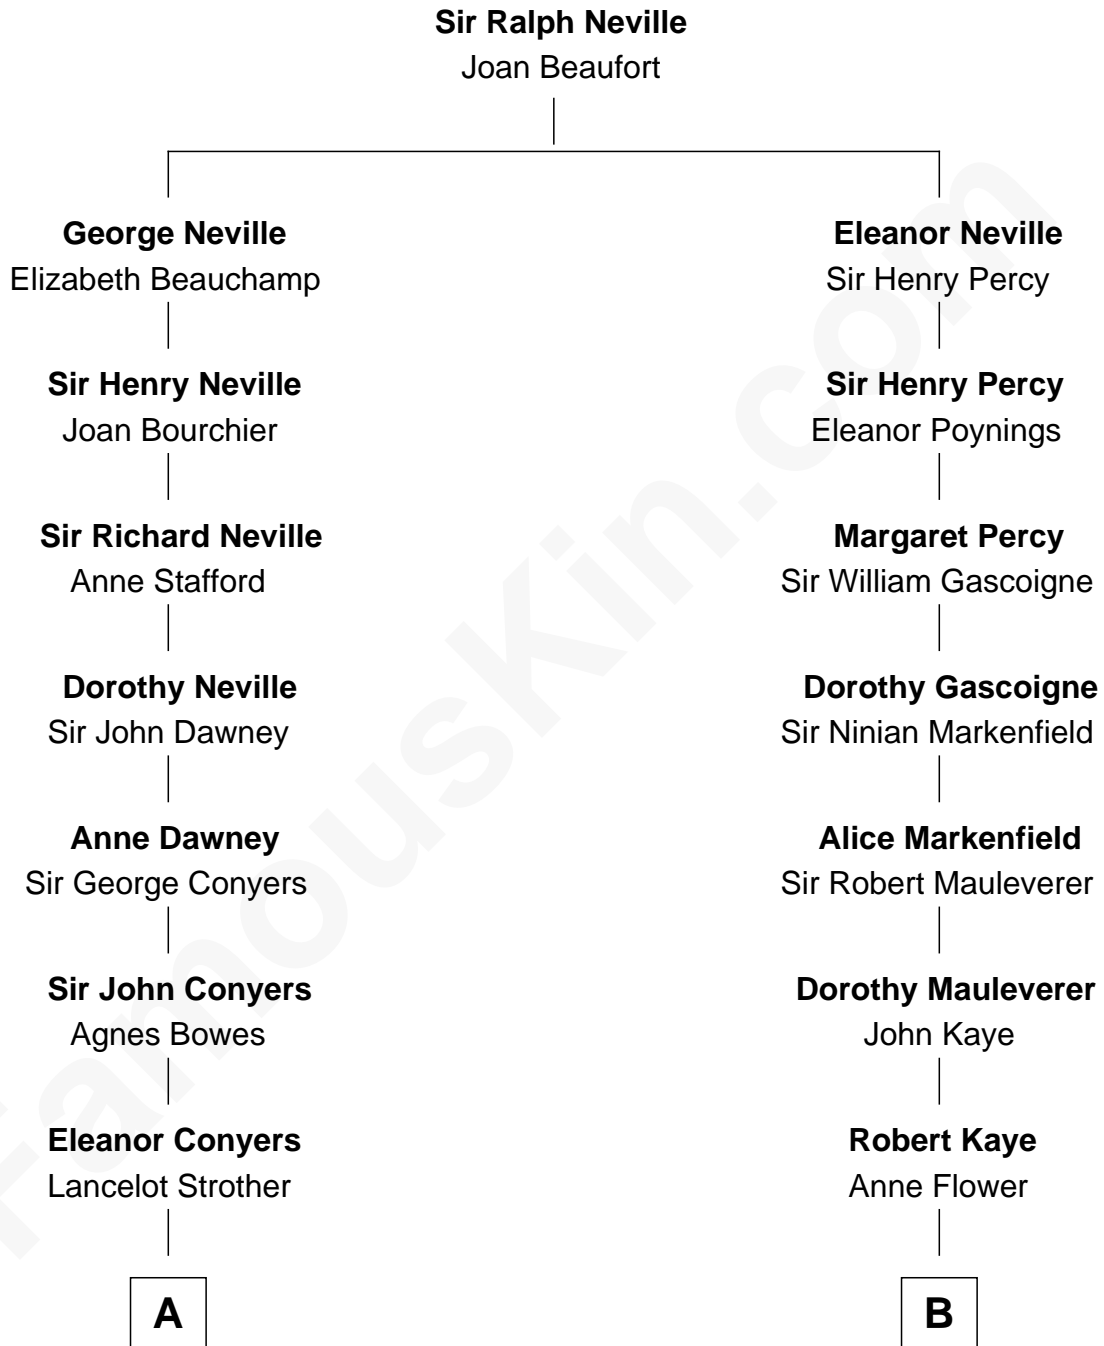 Sir Ralph Neville
Joan Beaufort
George Neville
Elizabeth Beauchamp
Eleanor Neville
Sir Henry Percy
Sir Henry Neville
Joan Bourchier
Sir Henry Percy
Eleanor Poynings
Sir Richard Neville
Anne Stafford
Margaret Percy
Sir William Gascoigne
Dorothy Neville
Sir John Dawney
Dorothy Gascoigne
Sir Ninian Markenfield
Anne Dawney
Sir George Conyers
Alice Markenfield
Sir Robert Mauleverer
Sir John Conyers
Agnes Bowes
Dorothy Mauleverer
John Kaye
Eleanor Conyers
Lancelot Strother
Robert Kaye
Anne Flower
A
B
FamousKin.com